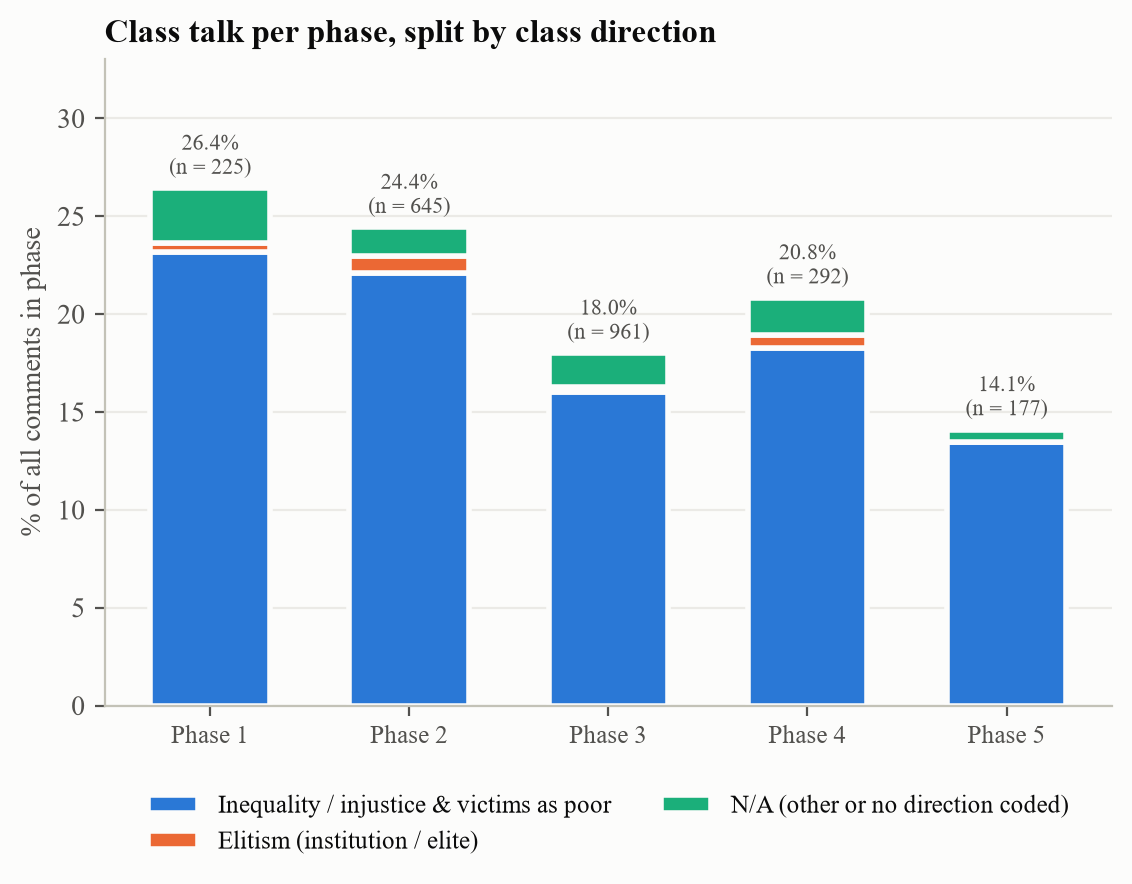 Class talk per phase, split by class direction
% of all comments in phase
30
25
20
15
10
5
0
26.4%
(n = 225)
24.4%
(n = 645)
18.0%
(n = 961)
20.8%
(n = 292)
14.1%
(n = 177)
Phase 1
Phase 2
Phase 3
Phase 4
Phase 5
Inequality / injustice & victims as poor
Elitism (institution / elite)
N/A (other or no direction coded)